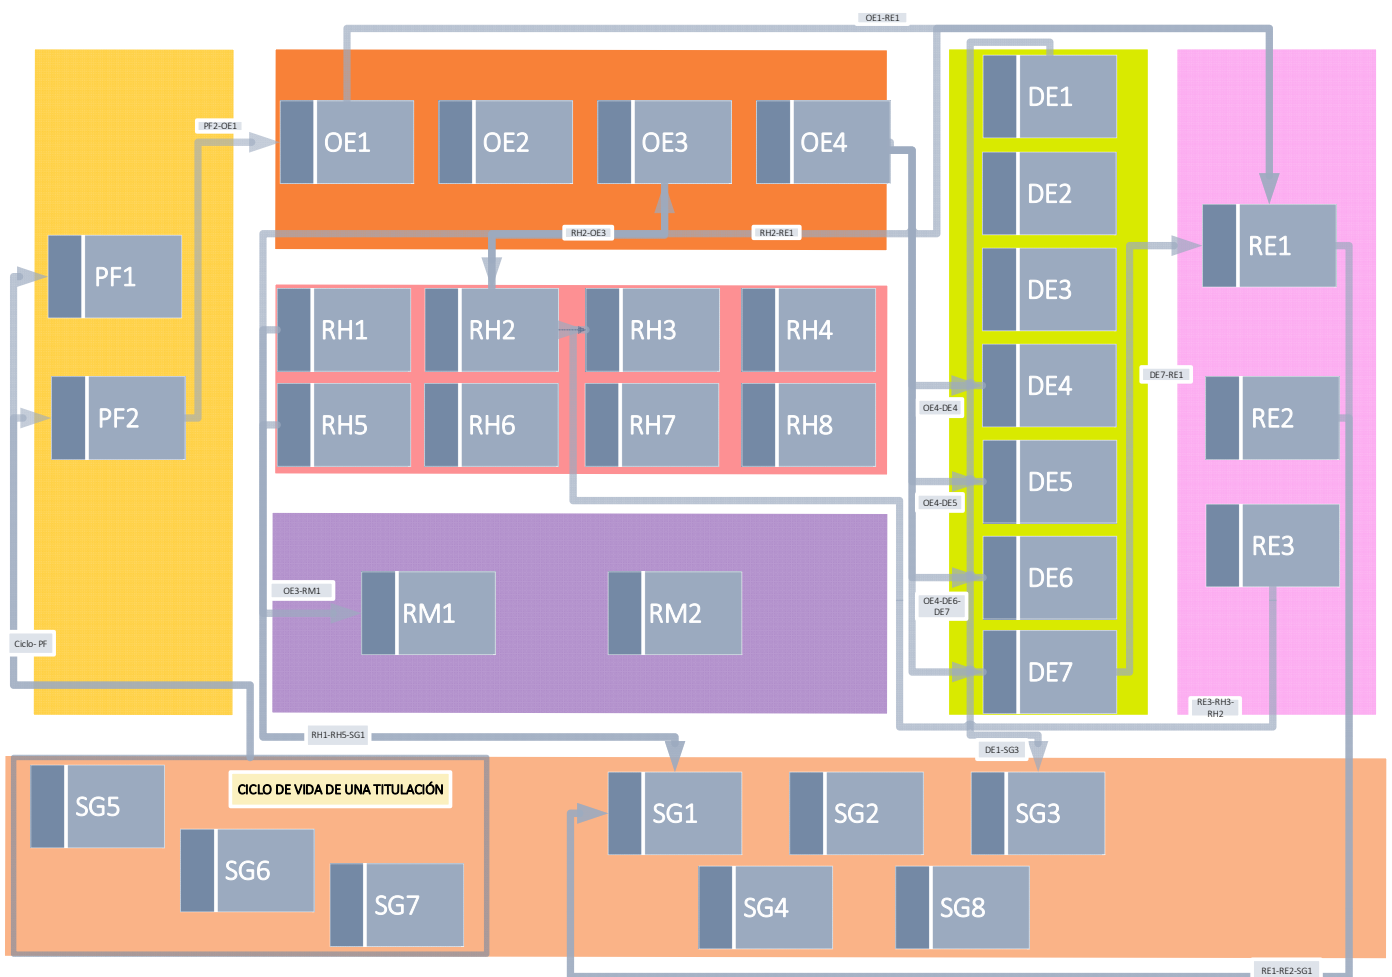 OE1-RE1
PF2-OE1
OE1
OE2
OE3
OE4
DE1
DE2
DE3
DE4
DE5
DE6
DE7
RH2-OE3
RH2-RE1
PF1
PF2
RH1
RH2
RH3
RH4
RH5
RH6
RH7
RH8
RE1
RE2
RE3
DE7-RE1
OE4-DE4
OE4-DE5
OE4-DE6-
DE7
OE3-RM1
RM1
RM2
Ciclo- PF
RE3-RH3-
RH2
RH1-RH5-SG1
DE1-SG3
CICLO DE VIDA DE UNA TITULACIÓN
SG5
SG6
SG7
SG1
SG2
SG3
SG4
SG8
RE1-RE2-SG1